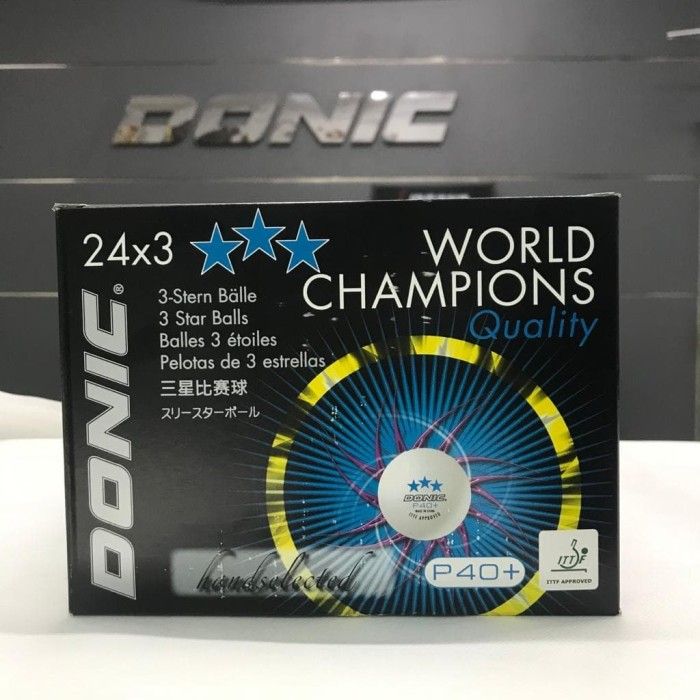 DONIC
24x3
WORLD
CHAMPIONS
Quality
3-Stern Bälle
3 Star Balls
Balles 3 étoiles
Pelotas de 3 estrellas
三星比赛球
スリースターボール
DONIC®
DONIC
P40+
ITTF APPROVED
handselected
P40+
ITTF
ITTF APPROVED